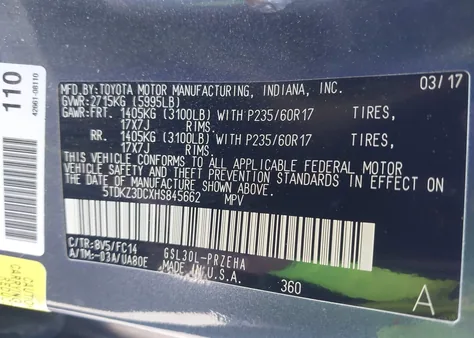 110
42661-08110
MFD.BY:TOYOTA MOTOR MANUFACTURING, INDIANA, INC. 03/17
GVWR: 2715KG (5995LB)
GAWR:FRT. 1405KG (3100LB) WITH P235/60R17 TIRES,
17X7J RIMS.
RR. 1405KG (3100LB) WITH P235/60R17 TIRES,
17X7J RIMS.
THIS VEHICLE CONFORMS TO ALL APPLICABLE FEDERAL MOTOR
VEHICLE SAFETY AND THEFT PREVENTION STANDARDS IN EFFECT ON
THE DATE OF MANUFACTURE SHOWN ABOVE.
5TDKZ3DCXHS845662 MPV
C/TR:8V5/FC14 GSL30L-PRZEHA
A/TM:-03A/UA80E MADE IN U.S.A. 360
A